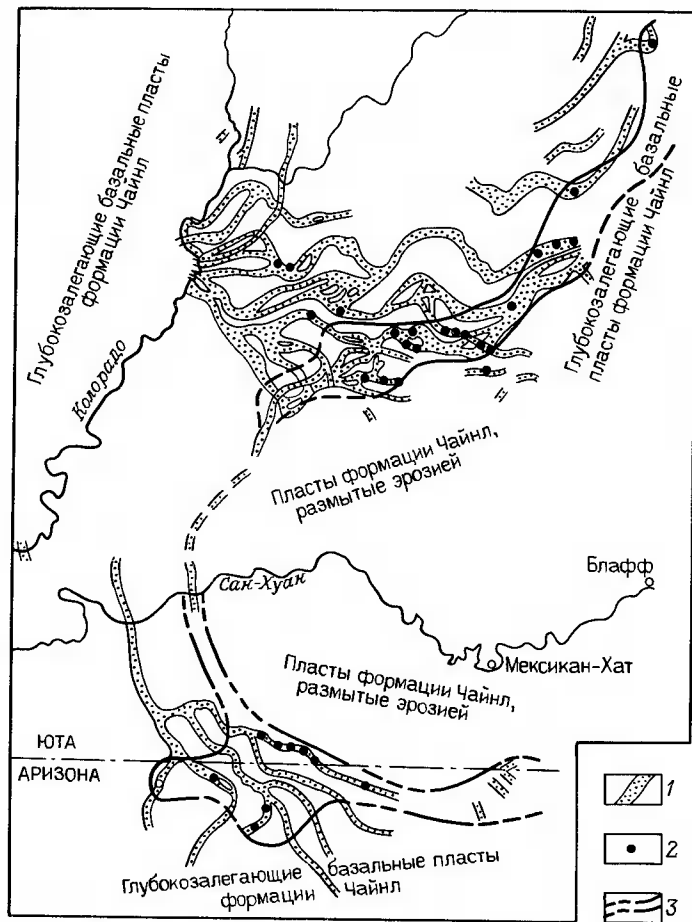 Глубокозалегающие базальные пласты
формации Чайнл
Колорадо
Глубокозалегающие базальные
пласты формации Чайнл
Пласты формации Чайнл,
размытые эрозией
Сан-Хуан
Блафф
Мексикан-Хат
Пласты формации Чайнл,
размытые эрозией
ЮТА
АРИЗОНА
Глубокозалегающие базальные пласты
формации Чайнл
1
2
3